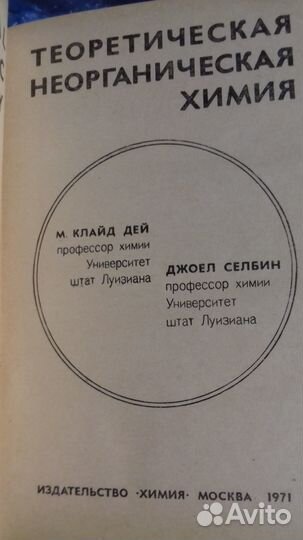 ТЕОРЕТИЧЕСКАЯ
НЕОРГАНИЧЕСКАЯ
ХИМИЯ
М. КЛАЙД ДЕЙ
профессор химии
Университет
штат Луизиана
ДЖОЕЛ СЕЛБИН
профессор химии
Университет
штат Луизиана
ИЗДАТЕЛЬСТВО «ХИМИЯ» МОСКВА 1971
Avito